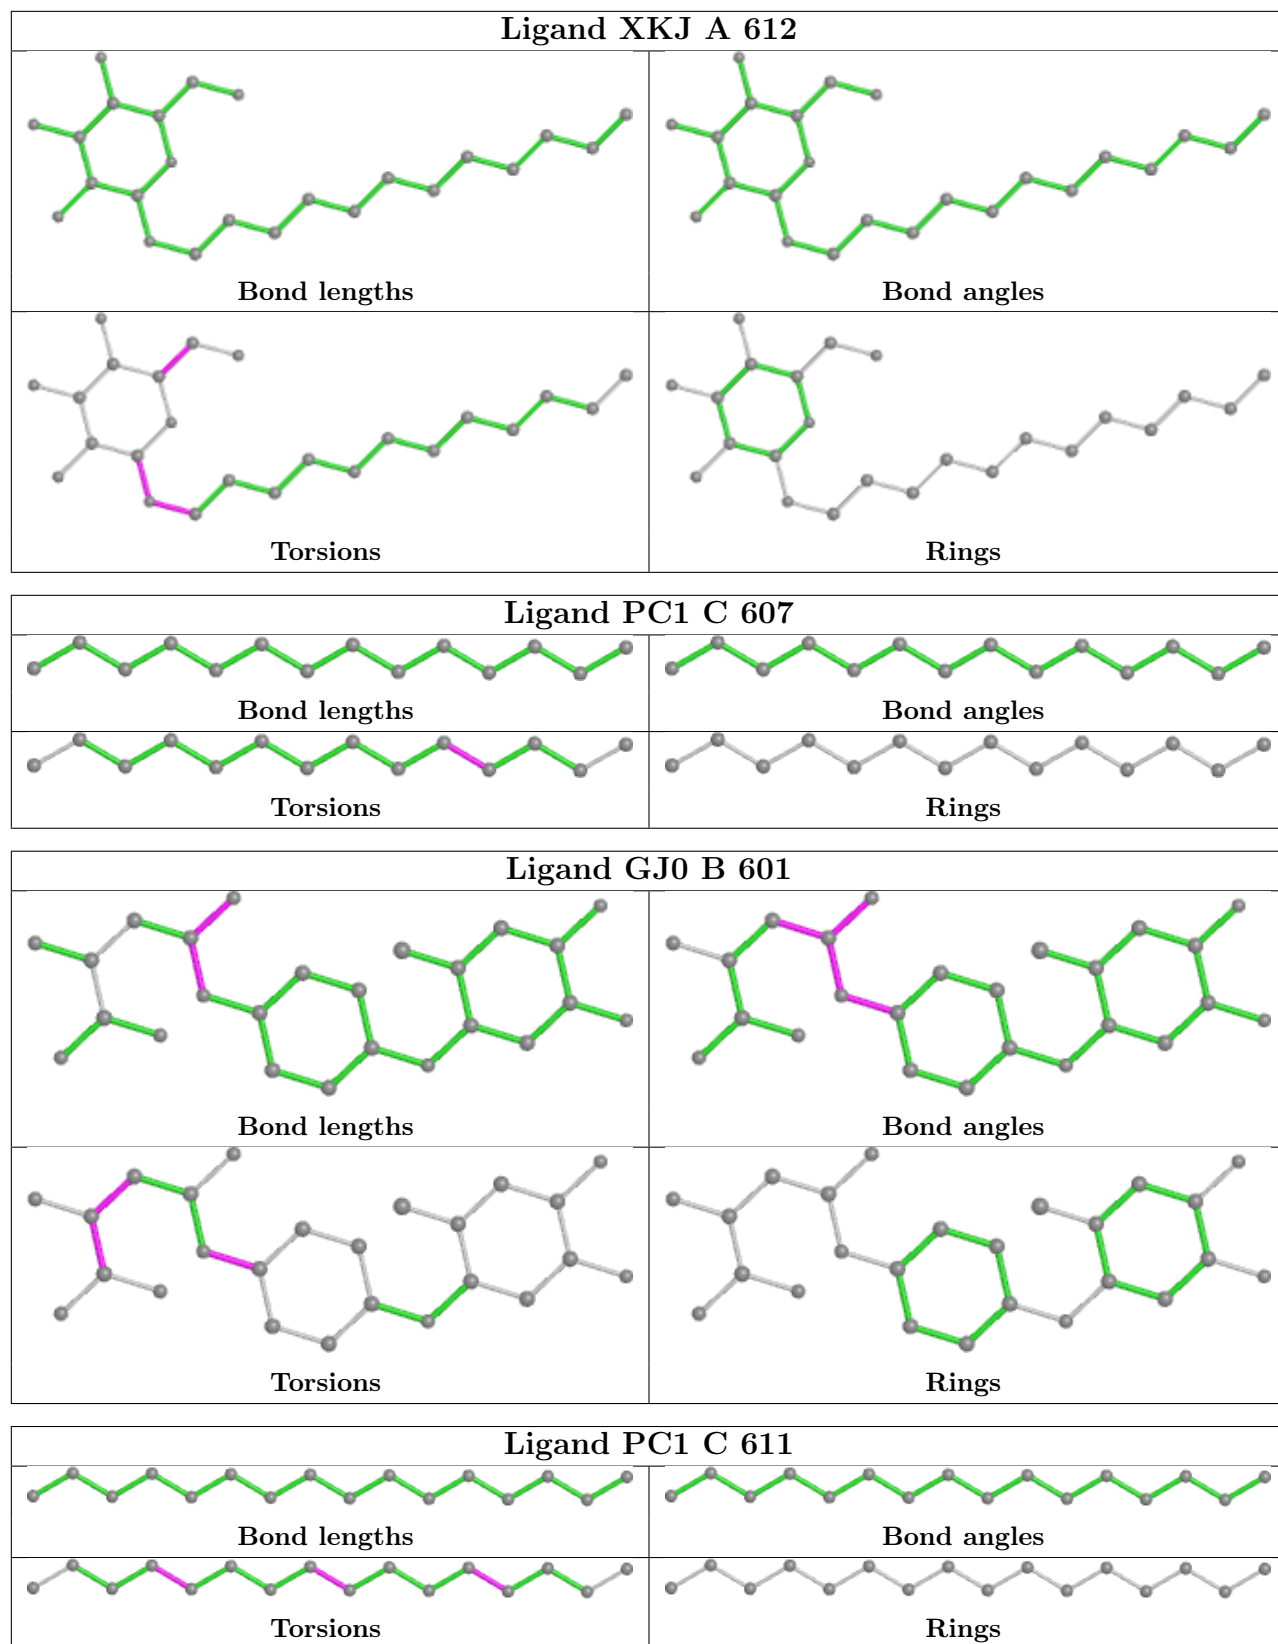 Ligand XKJ A 612
Bond lengths
Bond angles
Torsions
Rings
Ligand PC1 C 607
Bond lengths
Bond angles
Torsions
Rings
Ligand GJ0 B 601
Bond lengths
Bond angles
Torsions
Rings
Ligand PC1 C 611
Bond lengths
Bond angles
Torsions
Rings